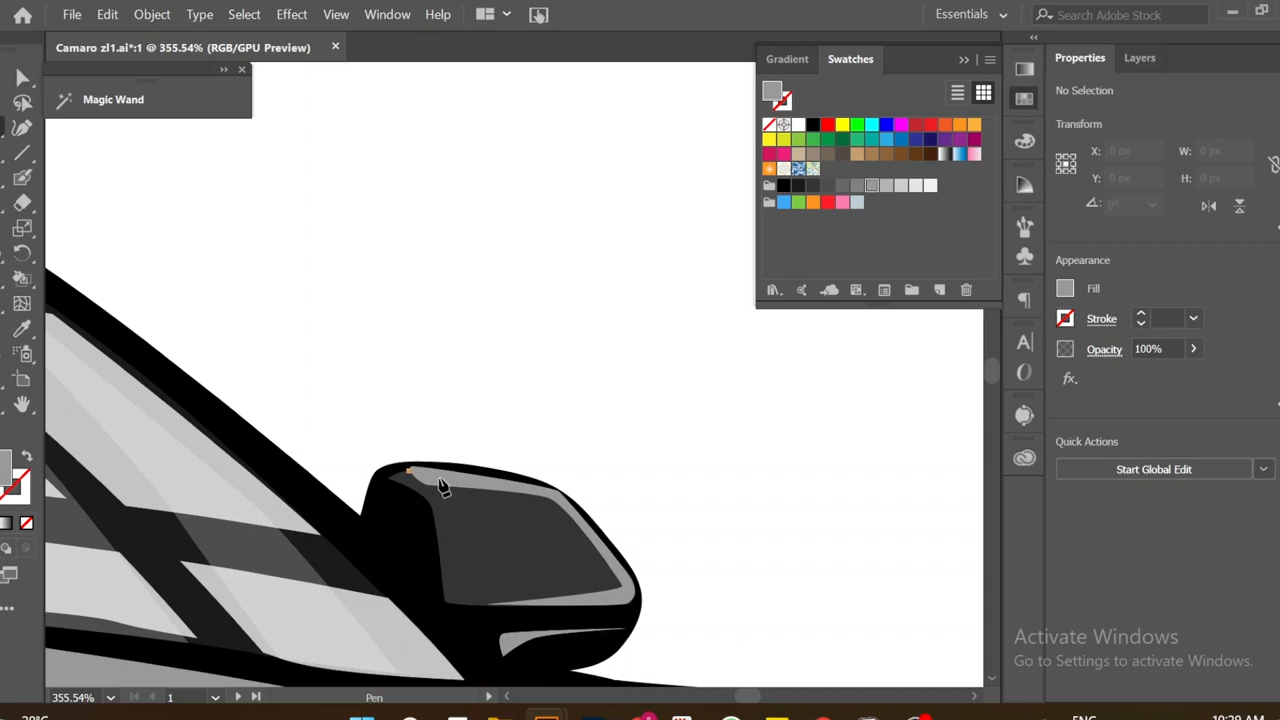 File Edit Object Type Select Effect View Window Help
Essentials
Search Adobe Stock
Camaro zl1.ai*:1 @ 355.54% (RGB/GPU Preview)
Magic Wand
Gradient Swatches
Properties Layers
No Selection
Transform
X: 0 px W: 0 px
Y: 0 px H: 0 px
0°
Appearance
Fill
Stroke
Opacity 100%
fx.
Quick Actions
Start Global Edit
Activate Windows
Go to Settings to activate Windows.
355.54% 1 Pen
ENG